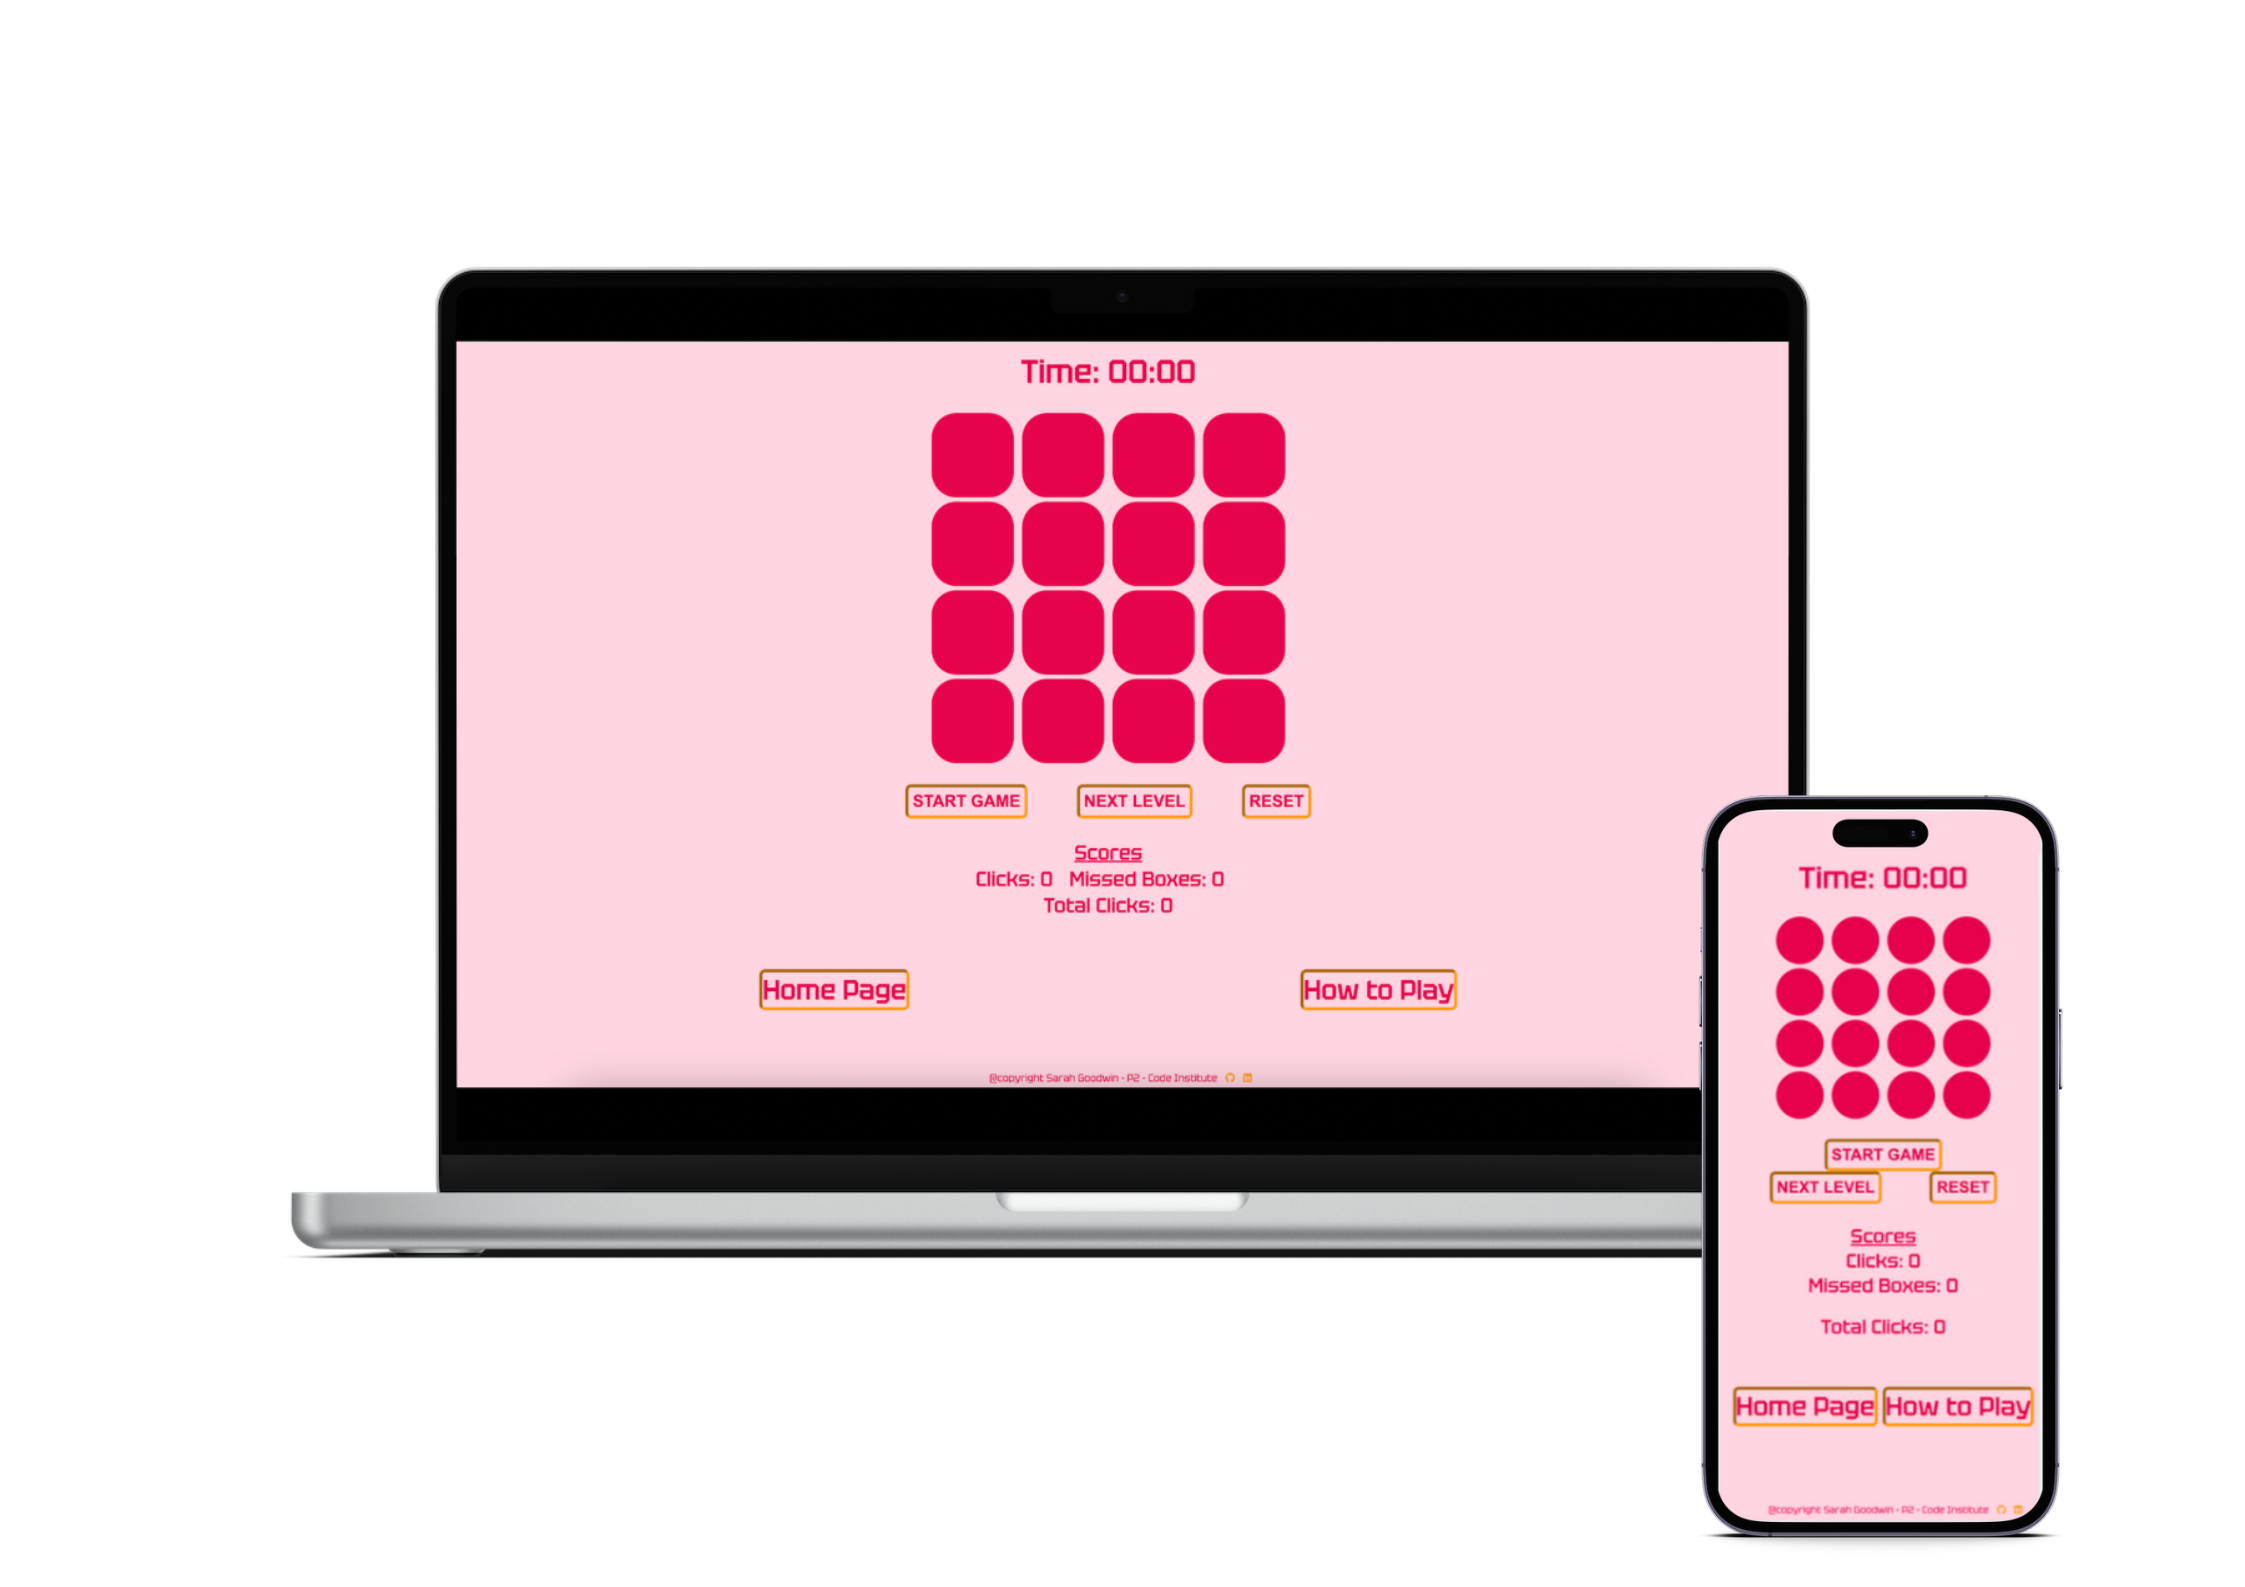 Time: 00:00
START GAME NEXT LEVEL RESET
Scores
Clicks: 0 Missed Boxes: 0
Total Clicks: 0
Home Page How to Play
@copyright Sarah Goodwin - P2 - Code Institute
Time: 00:00
START GAME
NEXT LEVEL RESET
Scores
Clicks: 0
Missed Boxes: 0
Total Clicks: 0
Home Page How to Play
@copyright Sarah Goodwin - P2 - Code Institute